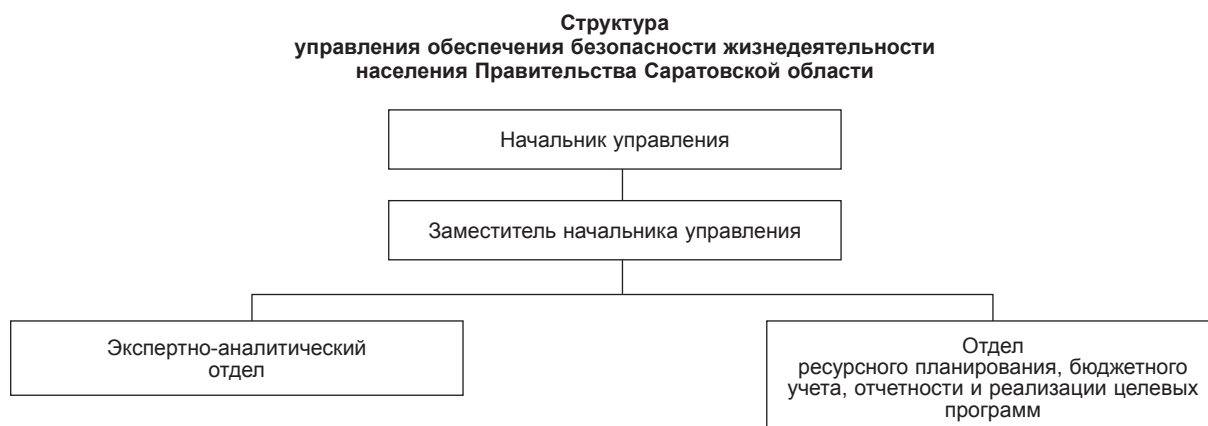 Структура
управления обеспечения безопасности жизнедеятельности
населения Правительства Саратовской области
Начальник управления
Заместитель начальника управления
Экспертно-аналитический
отдел
Отдел
ресурсного планирования, бюджетного
учета, отчетности и реализации целевых
программ